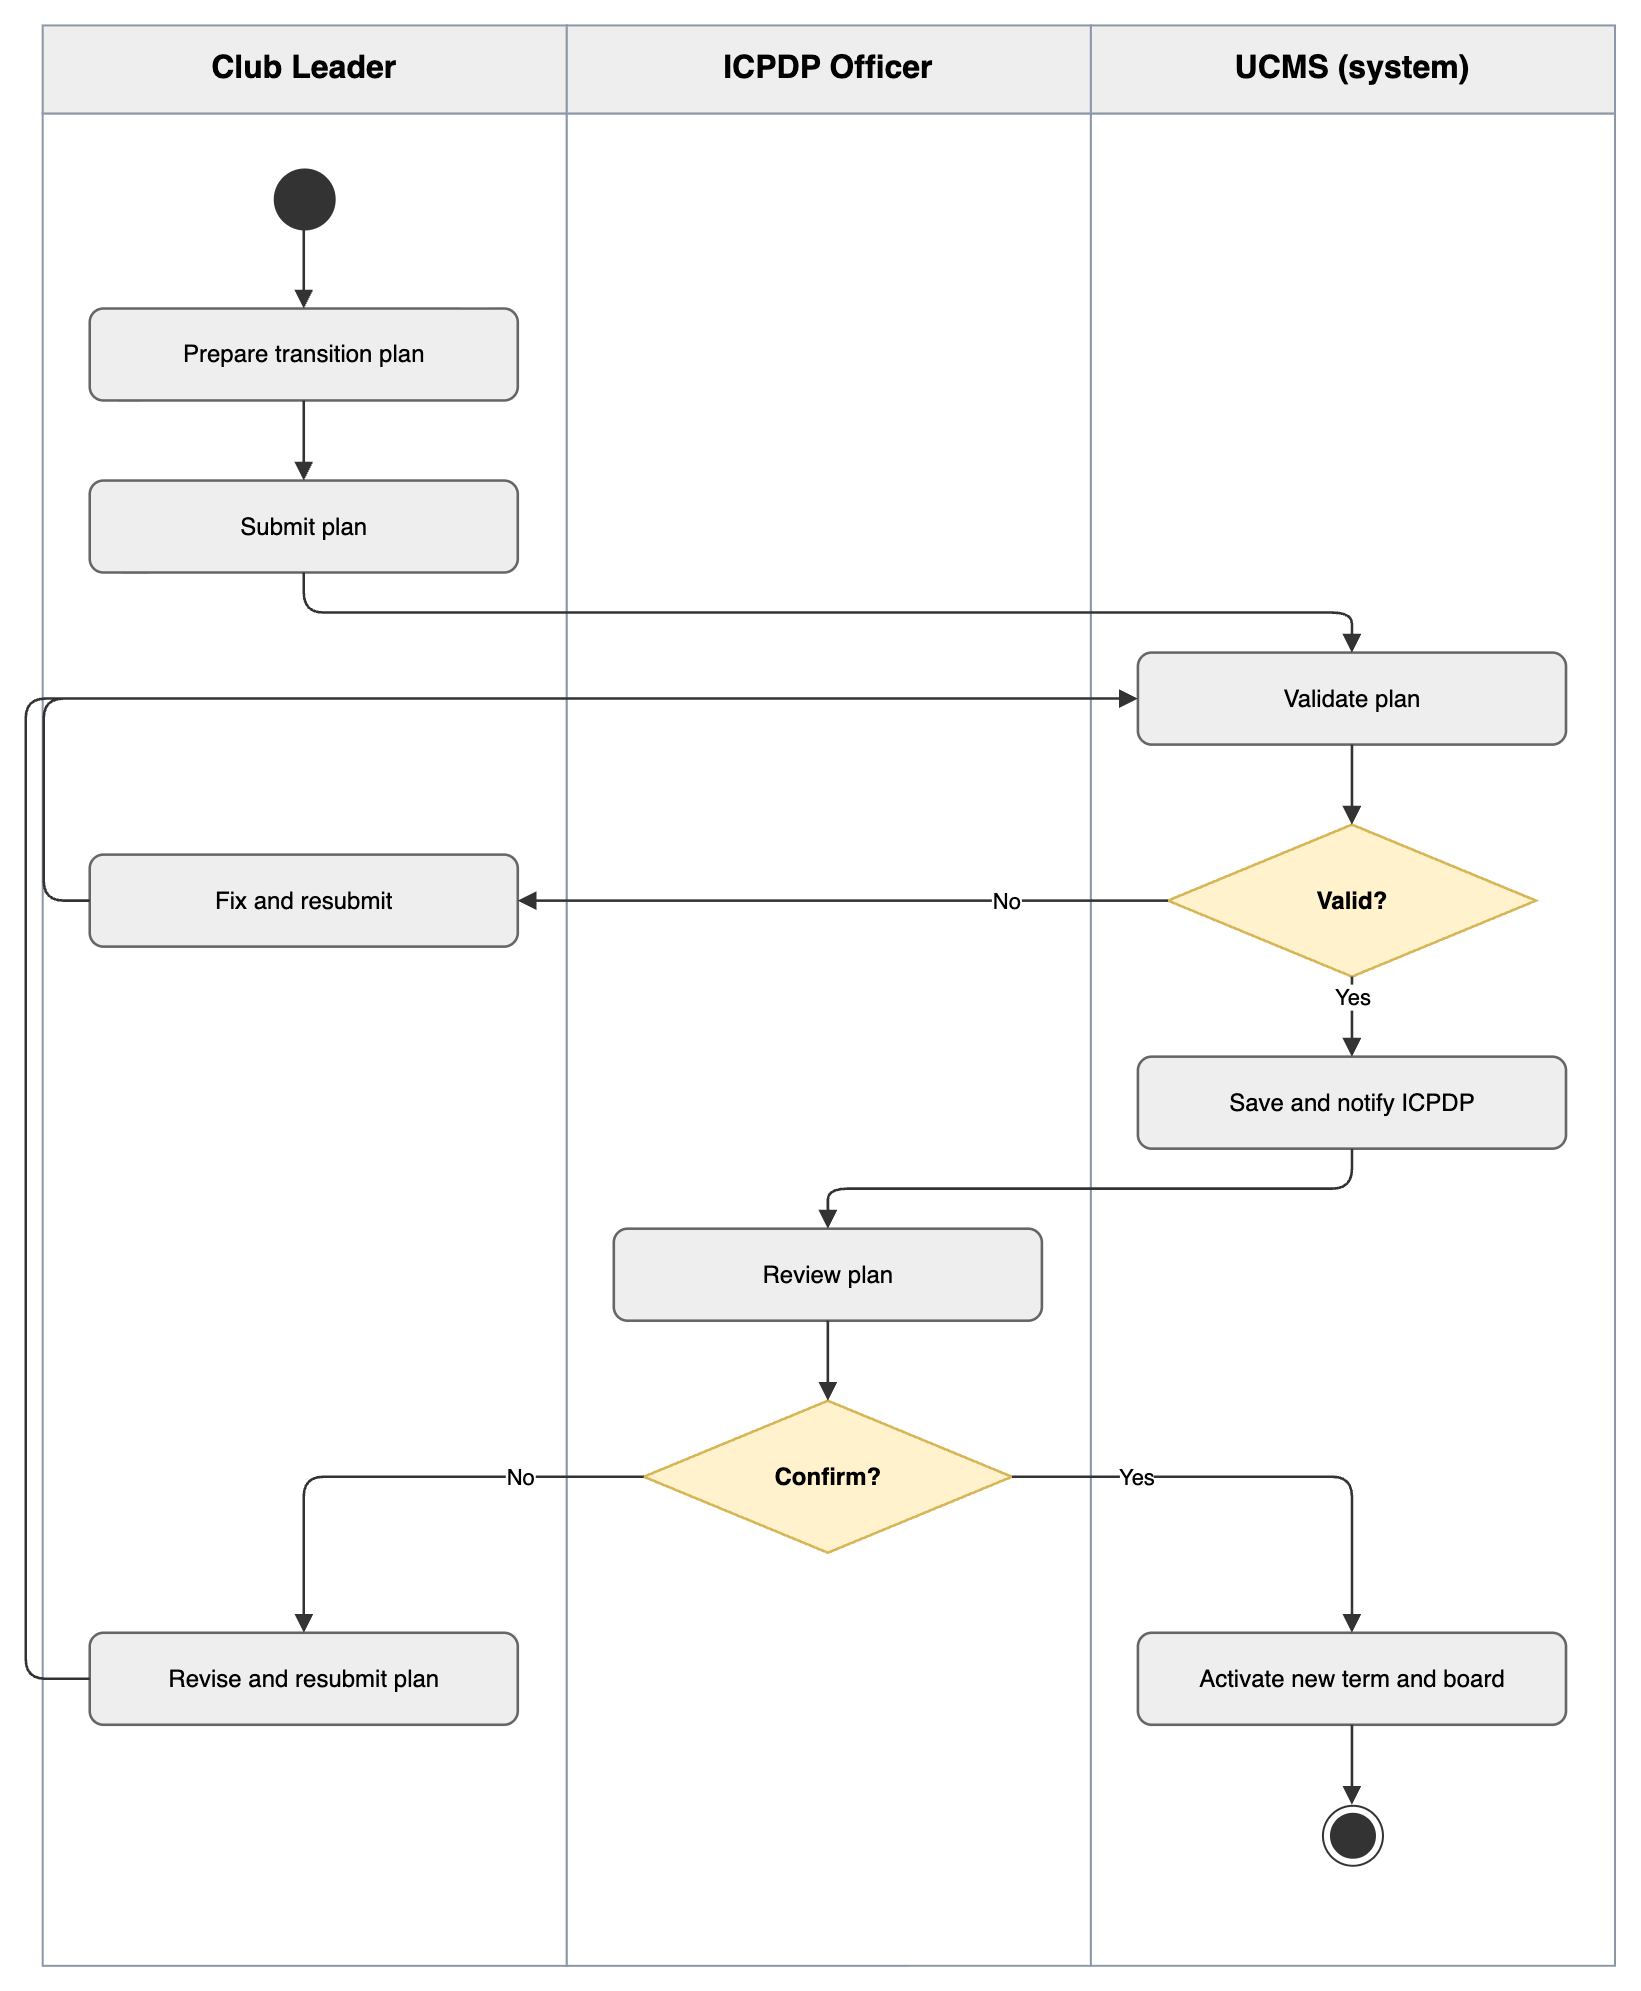 Club Leader
ICPDP Officer
UCMS (system)
Prepare transition plan
Submit plan
Validate plan
Fix and resubmit
No
Valid?
Yes
Save and notify ICPDP
Review plan
No
Confirm?
Yes
Revise and resubmit plan
Activate new term and board